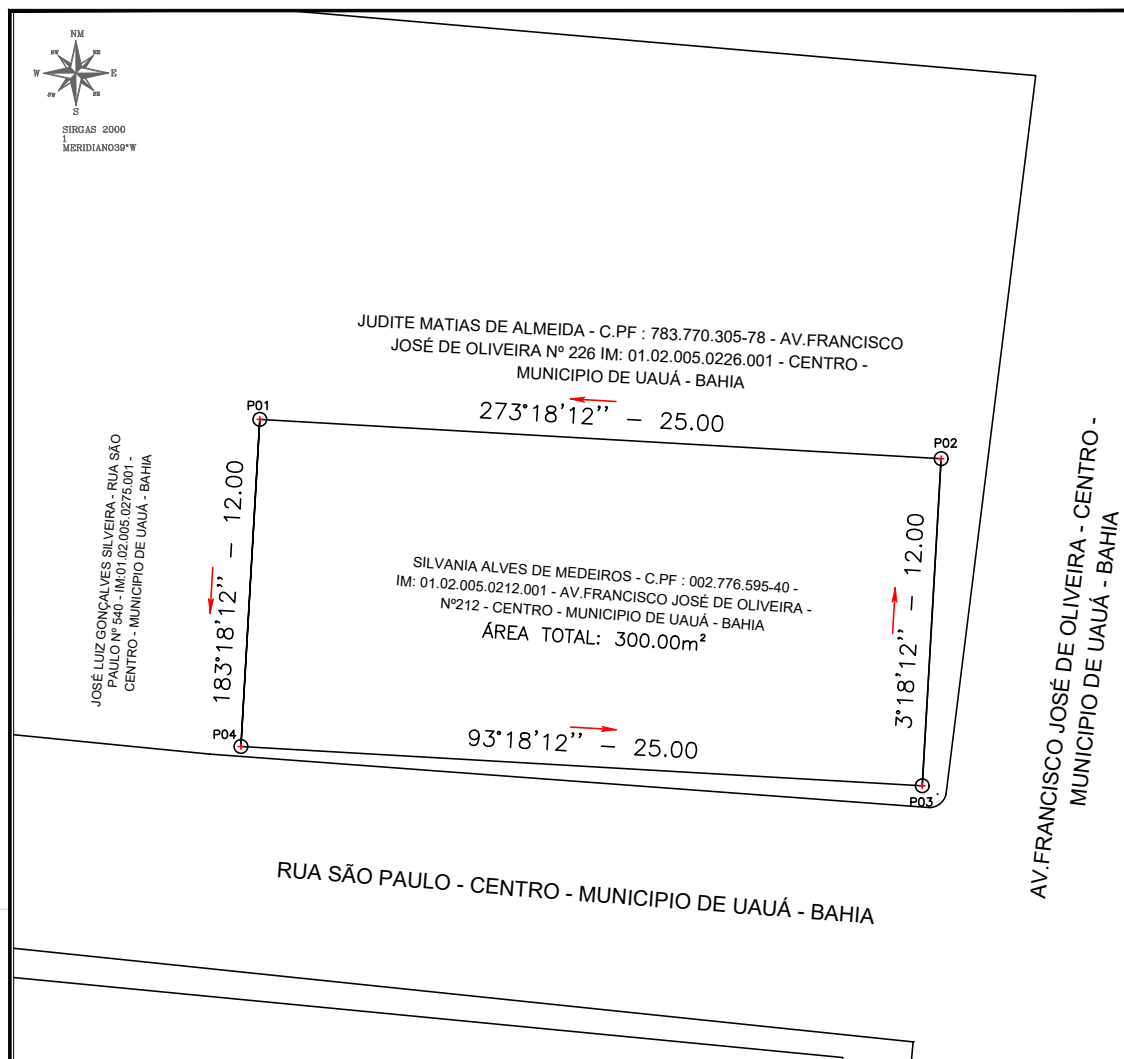 NM
NW
NE
W
E
SW
SE
S
SIRGAS 2000
1
MERIDIANO39°W
JUDITE MATIAS DE ALMEIDA - C.PF : 783.770.305-78 - AV.FRANCISCO
JOSÉ DE OLIVEIRA Nº 226 IM: 01.02.005.0226.001 - CENTRO -
MUNICIPIO DE UAUÁ - BAHIA
273°18'12'' - 25.00
P01
P02
JOSÉ LUIZ GONÇALVES SILVEIRA - RUA SÃO
PAULO Nº 540 - IM:01.02.005.0275.001 -
CENTRO - MUNICIPIO DE UAUÁ - BAHIA
183°18'12'' - 12.00
SILVANIA ALVES DE MEDEIROS - C.PF : 002.776.595-40 -
IM: 01.02.005.0212.001 - AV.FRANCISCO JOSÉ DE OLIVEIRA -
Nº212 - CENTRO - MUNICIPIO DE UAUÁ - BAHIA
ÁREA TOTAL: 300.00m²
3°18'12'' - 12.00
AV.FRANCISCO JOSÉ DE OLIVEIRA - CENTRO -
MUNICIPIO DE UAUÁ - BAHIA
P04
93°18'12'' - 25.00
P03
RUA SÃO PAULO - CENTRO - MUNICIPIO DE UAUÁ - BAHIA